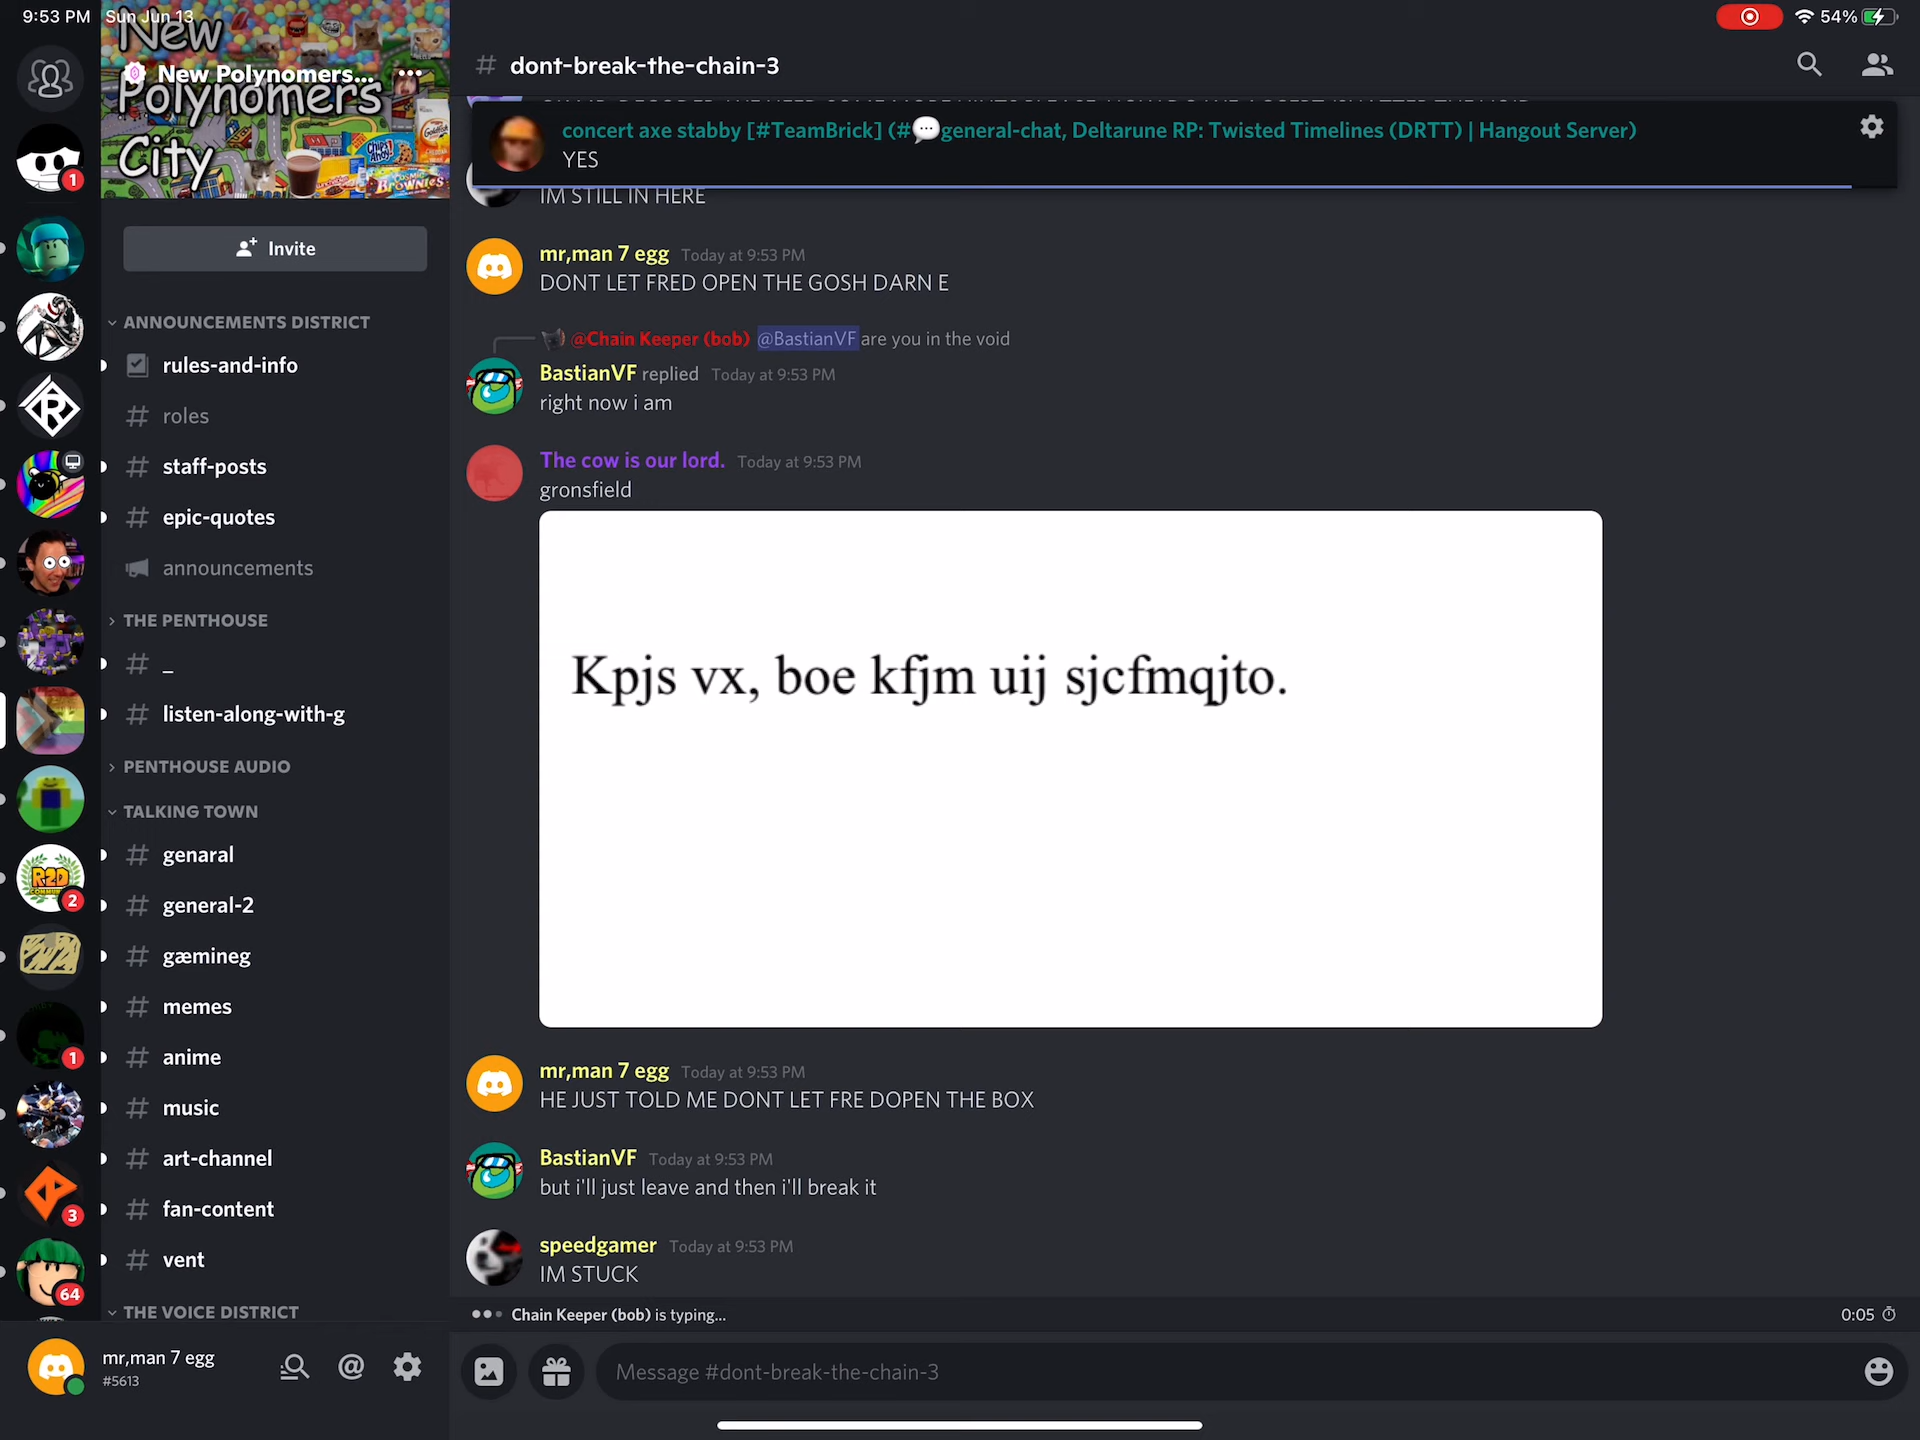 9:53 PM Sun Jun 13
54%
New
Polynomers
City
New Polynomers... ...
Invite
ANNOUNCEMENTS DISTRICT
rules-and-info
roles
staff-posts
epic-quotes
announcements
THE PENTHOUSE
_
listen-along-with-g
PENTHOUSE AUDIO
TALKING TOWN
genaral
general-2
gæmineg
memes
anime
music
art-channel
fan-content
vent
THE VOICE DISTRICT
1
2
1
3
64
mr,man 7 egg
#5613
# dont-break-the-chain-3
concert axe stabby [#TeamBrick] (#💬general-chat, Deltarune RP: Twisted Timelines (DRTT) | Hangout Server)
YES
IM STILL IN HERE
mr,man 7 egg Today at 9:53 PM
DONT LET FRED OPEN THE GOSH DARN E
@Chain Keeper (bob) @BastianVF are you in the void
BastianVF replied Today at 9:53 PM
right now i am
The cow is our lord. Today at 9:53 PM
gronsfield
Kpjs vx, boe kfjm uij sjcfmqjto.
mr,man 7 egg Today at 9:53 PM
HE JUST TOLD ME DONT LET FRE DOPEN THE BOX
BastianVF Today at 9:53 PM
but i'll just leave and then i'll break it
speedgamer Today at 9:53 PM
IM STUCK
Chain Keeper (bob) is typing...
0:05
Message #dont-break-the-chain-3